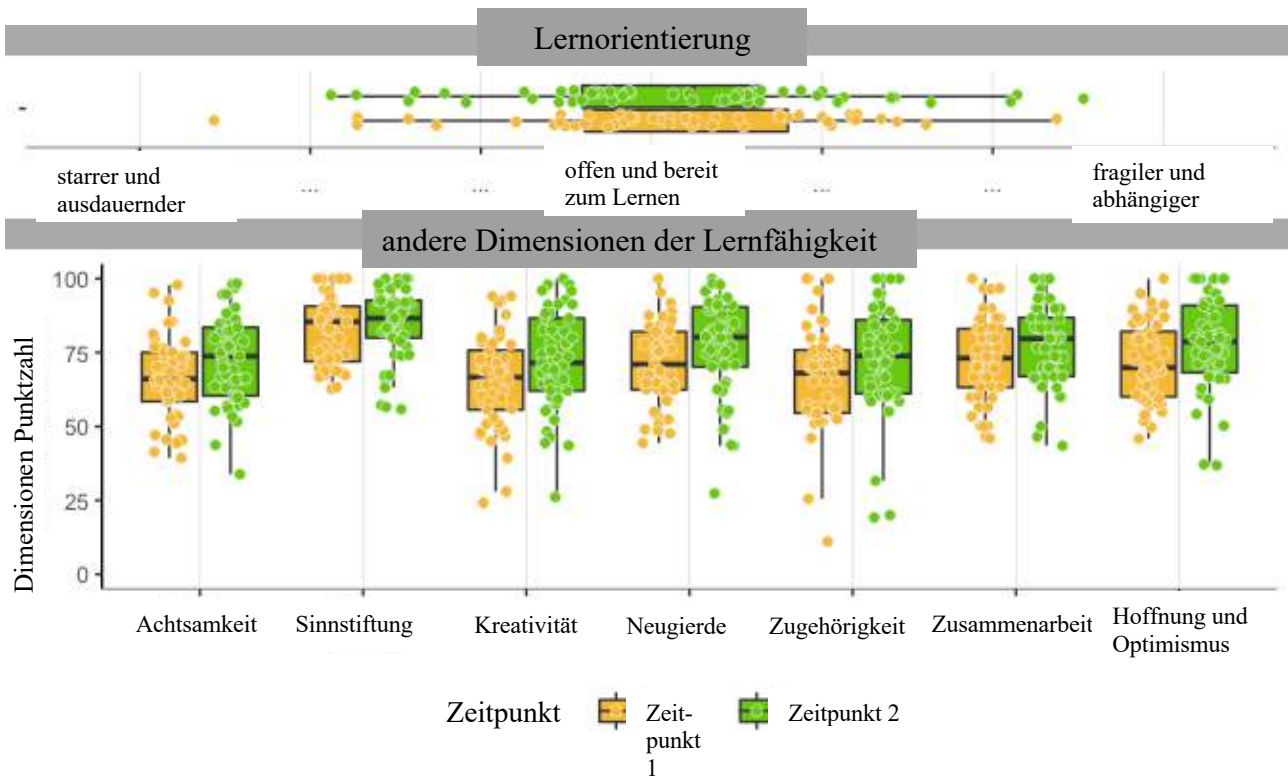 Lernorientierung
-
starrer und
ausdauernder
...
...
offen und bereit
zum Lernen
...
...
fragiler und
abhängiger
andere Dimensionen der Lernfähigkeit
Dimensionen Punktzahl
100
75
50
25
0
Achtsamkeit
Sinnstiftung
Kreativität
Neugierde
Zugehörigkeit
Zusammenarbeit
Hoffnung und
Optimismus
Zeitpunkt
Zeit-
punkt
1
Zeitpunkt 2